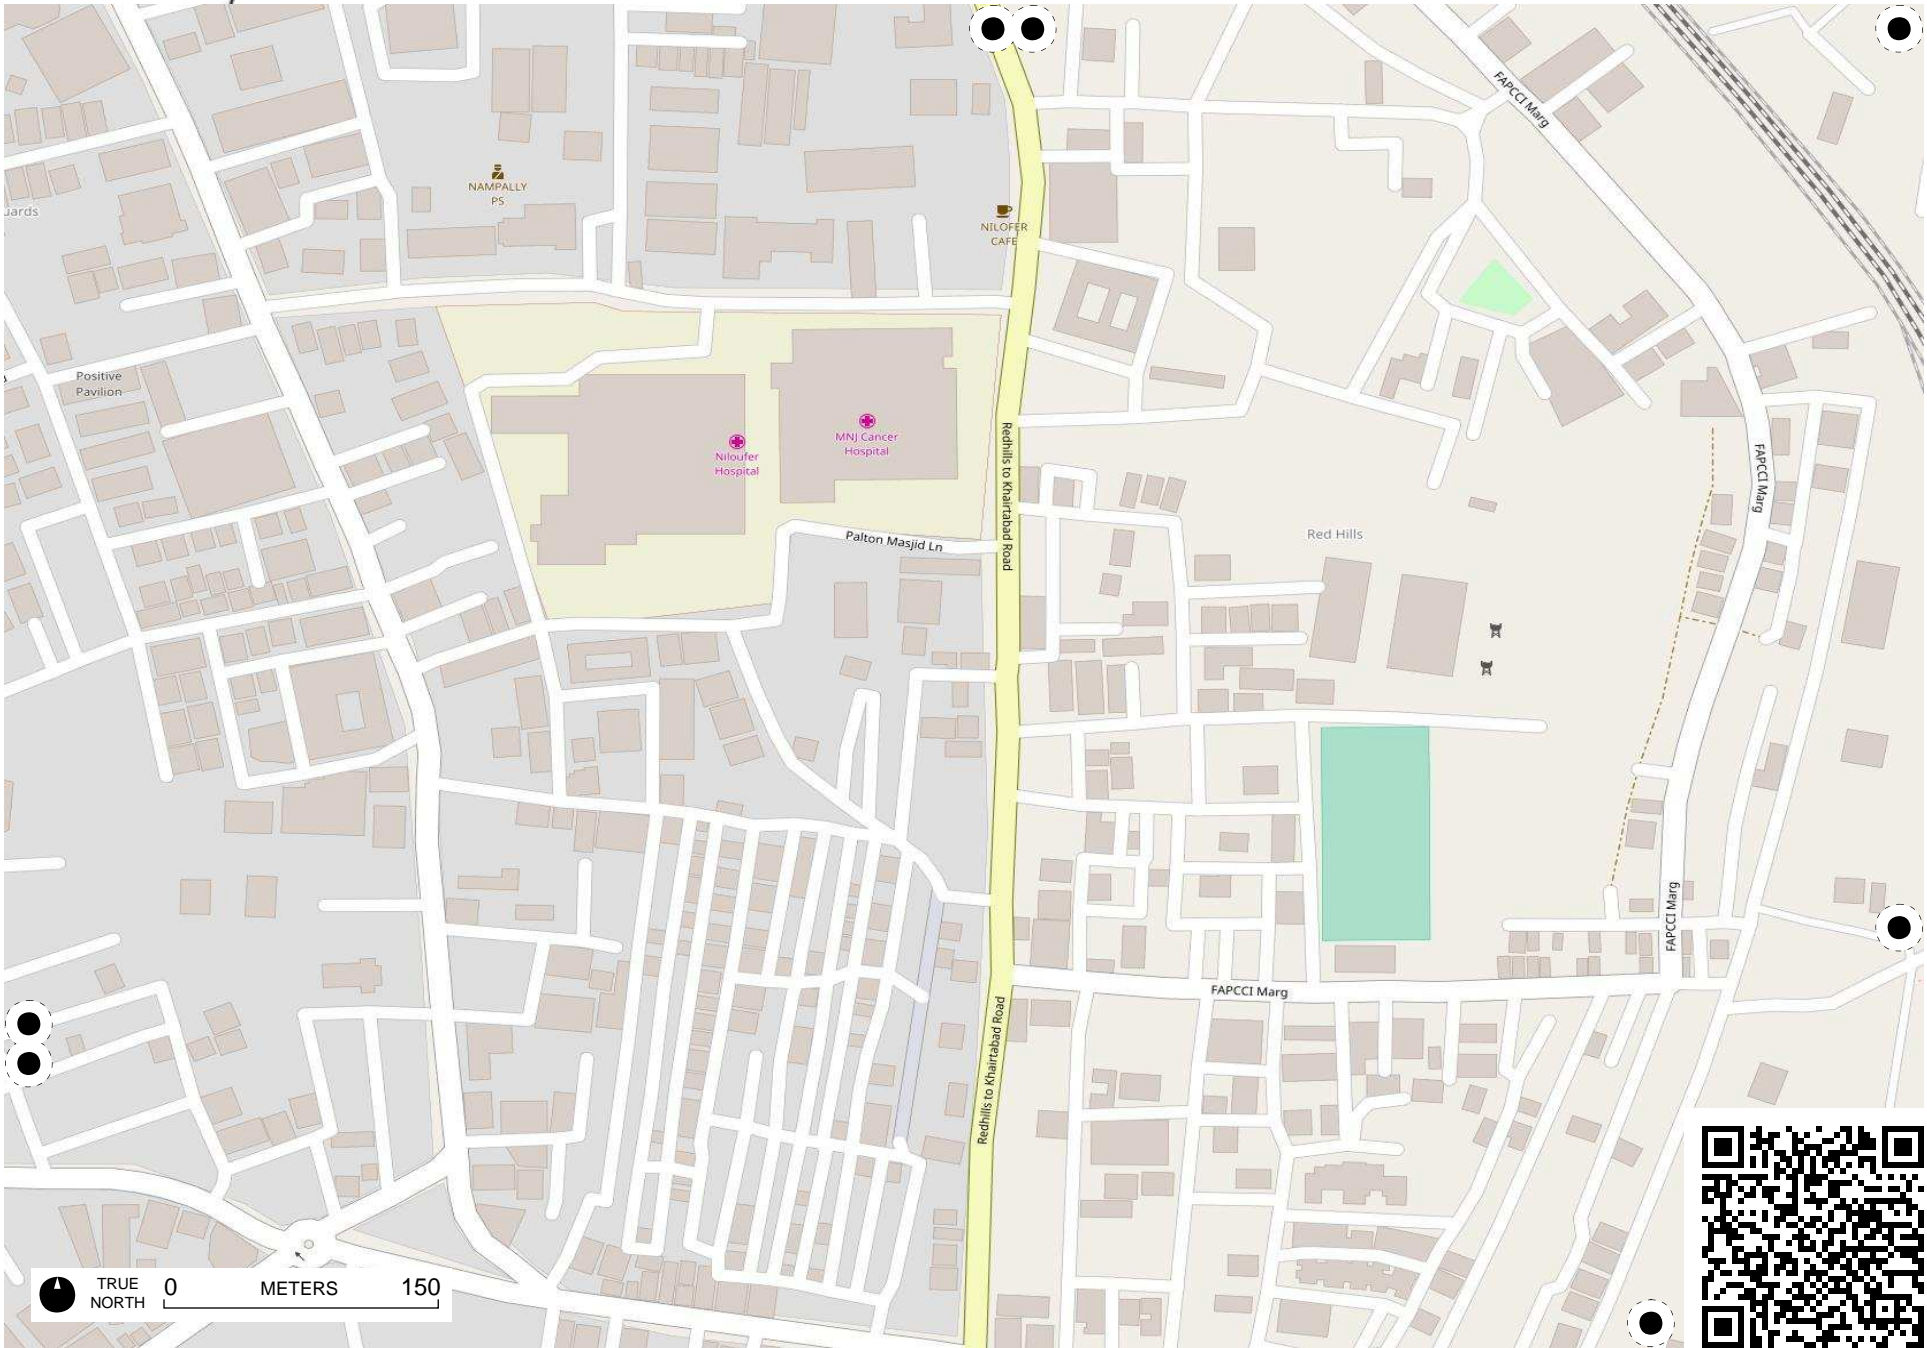 FAPCCI Marg
NAMPALLY
PS
uards
NILOFER
CAFE
Positive
Pavilion
Niloufer
Hospital
MNJ Cancer
Hospital
Redhills to Khairtabad Road
FAPCCI Marg
Palton Masjid Ln
Red Hills
FAPCCI Marg
FAPCCI Marg
Redhills to Khairtabad Road
TRUE
NORTH
0 METERS 150